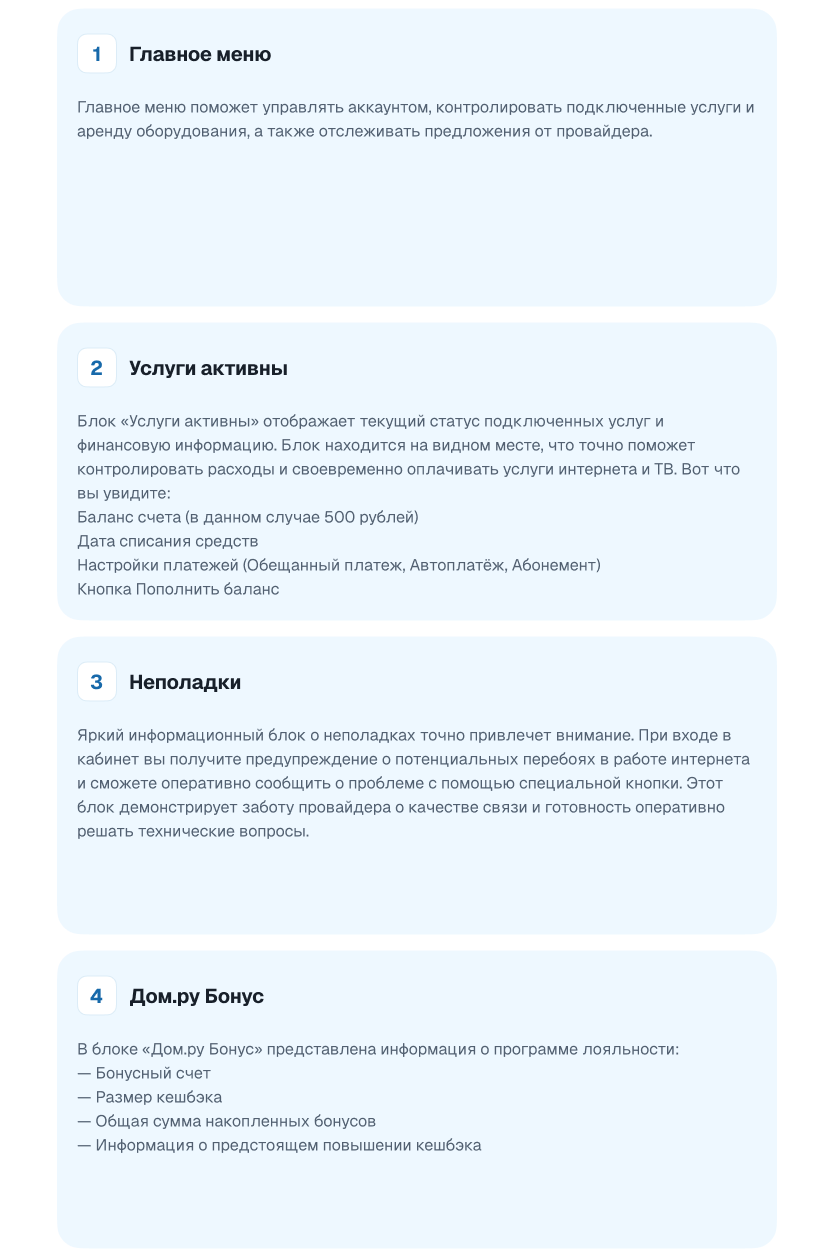 1
Главное меню
Главное меню поможет управлять аккаунтом, контролировать подключенные услуги и
аренду оборудования, а также отслеживать предложения от провайдера.
2
Услуги активны
Блок «Услуги активны» отображает текущий статус подключенных услуг и
финансовую информацию. Блок находится на видном месте, что точно поможет
контролировать расходы и своевременно оплачивать услуги интернета и ТВ. Вот что
вы увидите:
Баланс счета (в данном случае 500 рублей)
Дата списания средств
Настройки платежей (Обещанный платеж, Автоплатёж, Абонемент)
Кнопка Пополнить баланс
3
Неполадки
Яркий информационный блок о неполадках точно привлечет внимание. При входе в
кабинет вы получите предупреждение о потенциальных перебоях в работе интернета
и сможете оперативно сообщить о проблеме с помощью специальной кнопки. Этот
блок демонстрирует заботу провайдера о качестве связи и готовность оперативно
решать технические вопросы.
4
Дом.ру Бонус
В блоке «Дом.ру Бонус» представлена информация о программе лояльности:
— Бонусный счет
— Размер кешбэка
— Общая сумма накопленных бонусов
— Информация о предстоящем повышении кешбэка